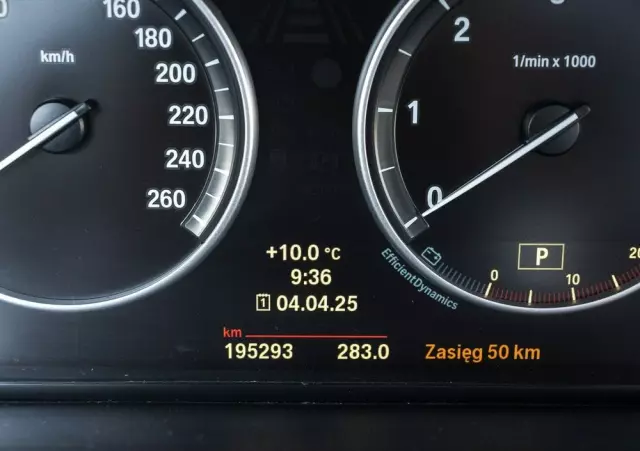 160
180
km/h
200
220
240
260
2
1/min x 1000
1
0
+10.0 °C
9:36
1 04.04.25
EfficientDynamics
P
0
10
km
195293 283.0
Zasięg 50 km